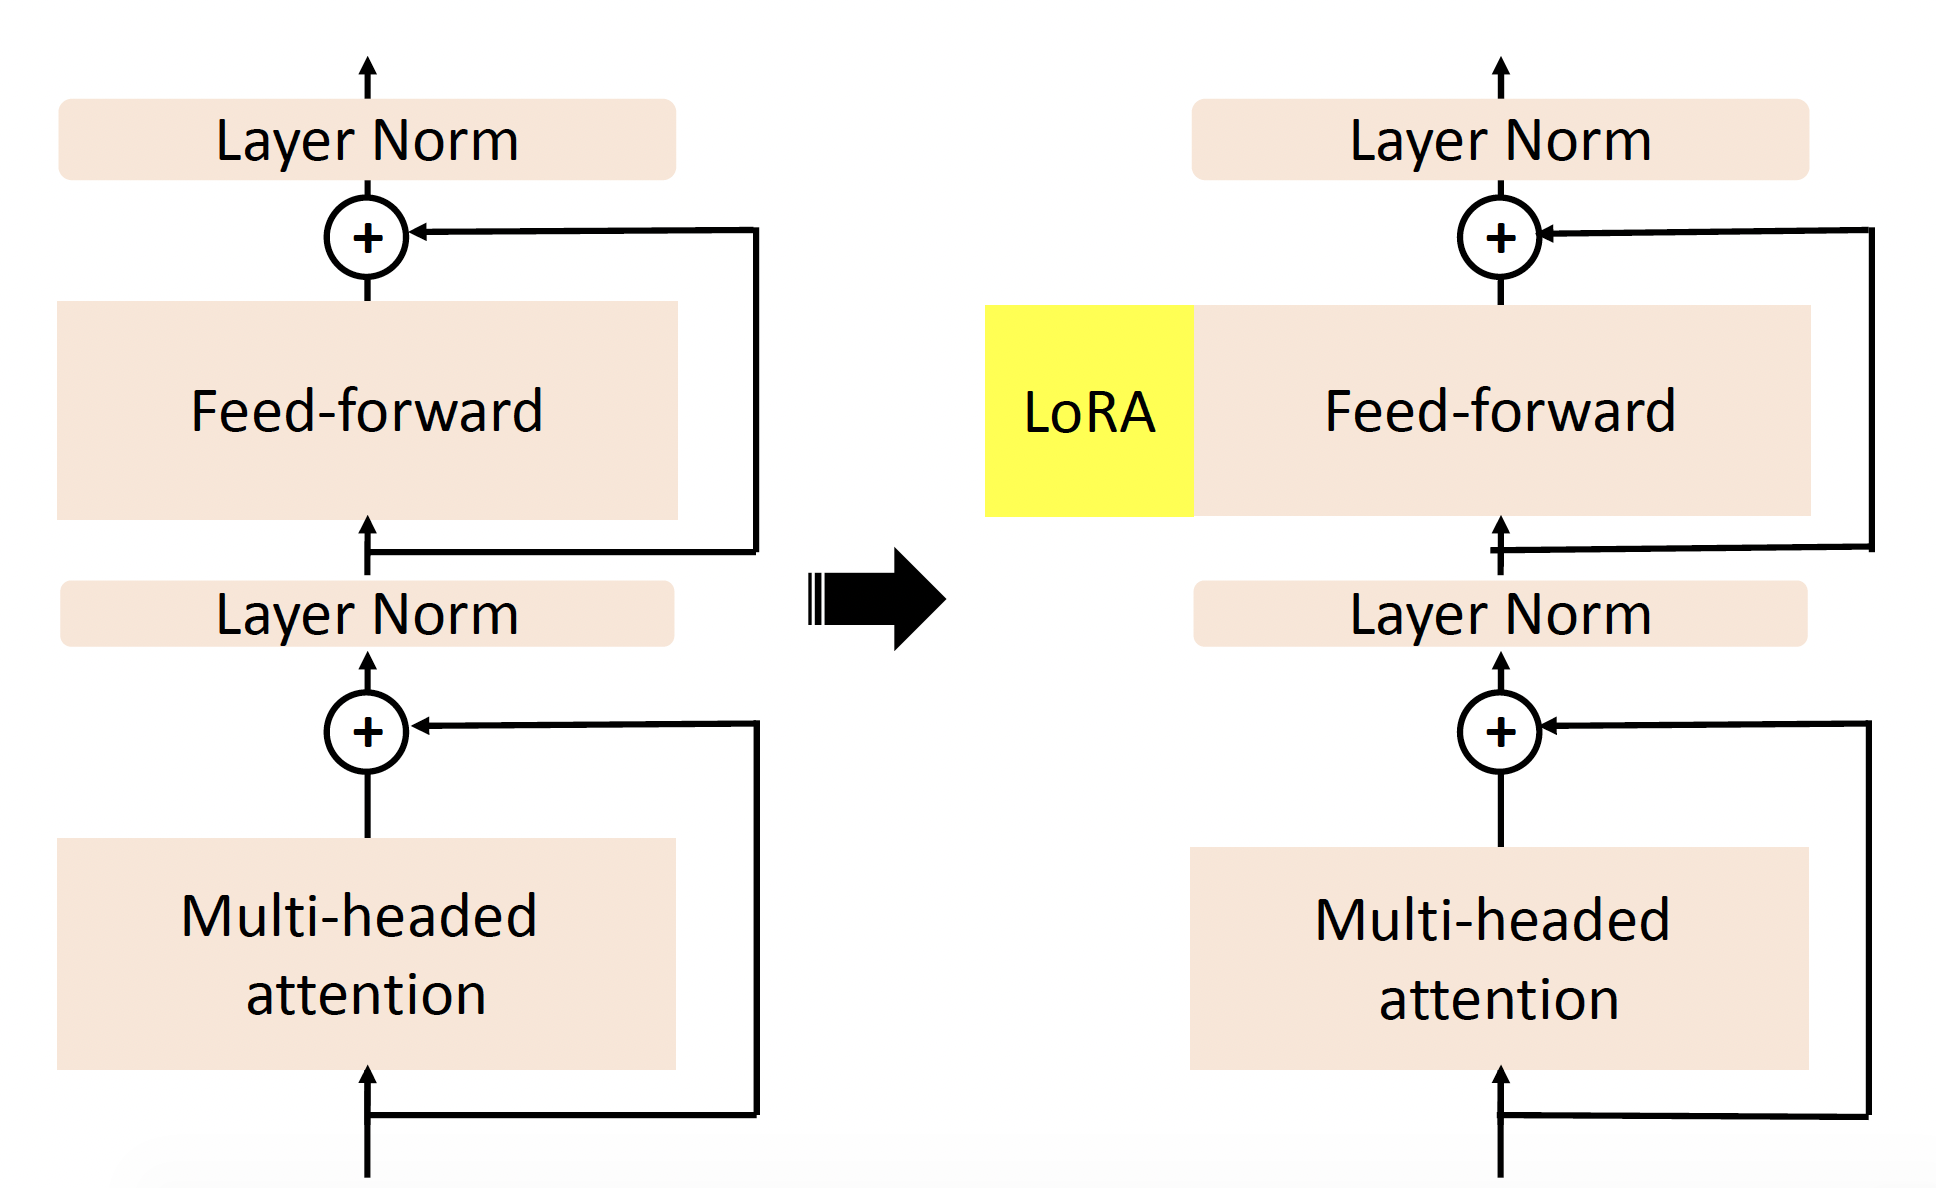 Layer Norm
+
Feed-forward
Layer Norm
+
Multi-headed
attention
Layer Norm
+
LoRA
Feed-forward
Layer Norm
+
Multi-headed
attention